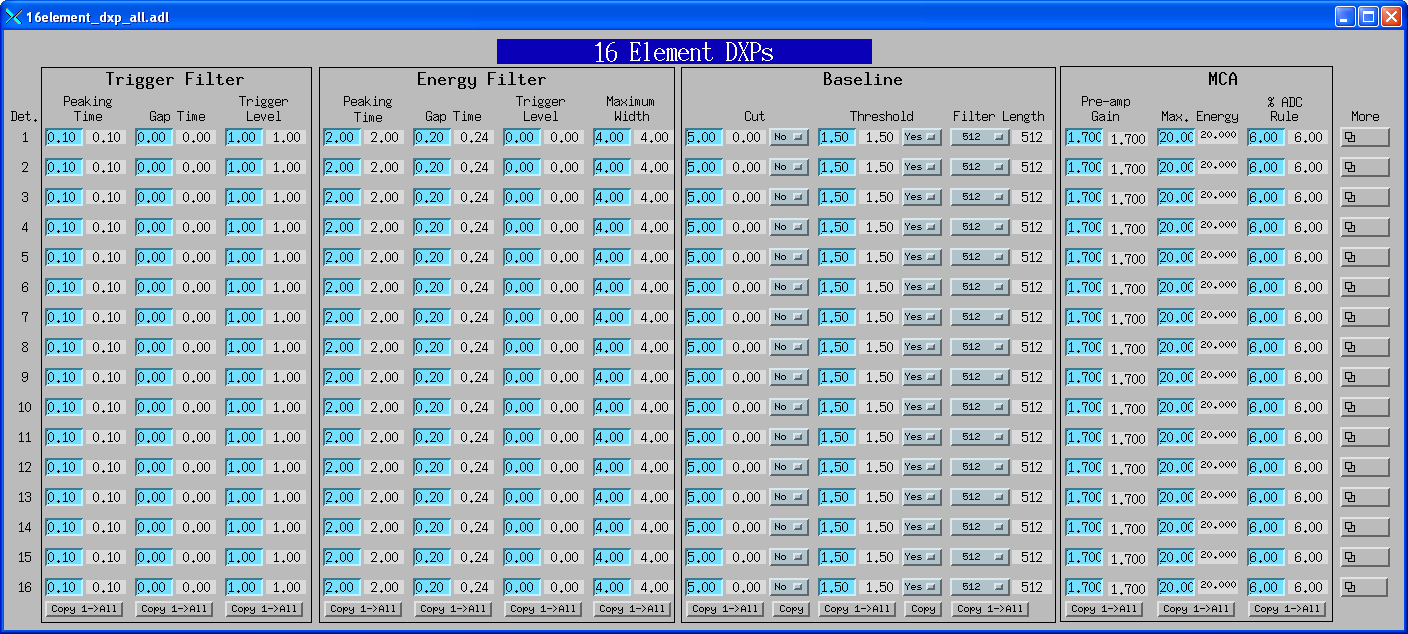 16element_dxp_all.adl
16 Element DXPs
Trigger Filter Energy Filter Baseline MCA
Peaking Trigger Peaking Trigger Maximum Pre-amp % ADC
Det. Time Gap Time Level Time Gap Time Level Width Cut Threshold Filter Length Gain Max. Energy Rule More
1 0.10 0.10 0.00 0.00 1.00 1.00 2.00 2.00 0.20 0.24 0.00 0.00 4.00 4.00 5.00 0.00 No 1.50 1.50 Yes 512 512 1.700 1.700 20.00 20.000 6.00 6.00
2 0.10 0.10 0.00 0.00 1.00 1.00 2.00 2.00 0.20 0.24 0.00 0.00 4.00 4.00 5.00 0.00 No 1.50 1.50 Yes 512 512 1.700 1.700 20.00 20.000 6.00 6.00
3 0.10 0.10 0.00 0.00 1.00 1.00 2.00 2.00 0.20 0.24 0.00 0.00 4.00 4.00 5.00 0.00 No 1.50 1.50 Yes 512 512 1.700 1.700 20.00 20.000 6.00 6.00
4 0.10 0.10 0.00 0.00 1.00 1.00 2.00 2.00 0.20 0.24 0.00 0.00 4.00 4.00 5.00 0.00 No 1.50 1.50 Yes 512 512 1.700 1.700 20.00 20.000 6.00 6.00
5 0.10 0.10 0.00 0.00 1.00 1.00 2.00 2.00 0.20 0.24 0.00 0.00 4.00 4.00 5.00 0.00 No 1.50 1.50 Yes 512 512 1.700 1.700 20.00 20.000 6.00 6.00
6 0.10 0.10 0.00 0.00 1.00 1.00 2.00 2.00 0.20 0.24 0.00 0.00 4.00 4.00 5.00 0.00 No 1.50 1.50 Yes 512 512 1.700 1.700 20.00 20.000 6.00 6.00
7 0.10 0.10 0.00 0.00 1.00 1.00 2.00 2.00 0.20 0.24 0.00 0.00 4.00 4.00 5.00 0.00 No 1.50 1.50 Yes 512 512 1.700 1.700 20.00 20.000 6.00 6.00
8 0.10 0.10 0.00 0.00 1.00 1.00 2.00 2.00 0.20 0.24 0.00 0.00 4.00 4.00 5.00 0.00 No 1.50 1.50 Yes 512 512 1.700 1.700 20.00 20.000 6.00 6.00
9 0.10 0.10 0.00 0.00 1.00 1.00 2.00 2.00 0.20 0.24 0.00 0.00 4.00 4.00 5.00 0.00 No 1.50 1.50 Yes 512 512 1.700 1.700 20.00 20.000 6.00 6.00
10 0.10 0.10 0.00 0.00 1.00 1.00 2.00 2.00 0.20 0.24 0.00 0.00 4.00 4.00 5.00 0.00 No 1.50 1.50 Yes 512 512 1.700 1.700 20.00 20.000 6.00 6.00
11 0.10 0.10 0.00 0.00 1.00 1.00 2.00 2.00 0.20 0.24 0.00 0.00 4.00 4.00 5.00 0.00 No 1.50 1.50 Yes 512 512 1.700 1.700 20.00 20.000 6.00 6.00
12 0.10 0.10 0.00 0.00 1.00 1.00 2.00 2.00 0.20 0.24 0.00 0.00 4.00 4.00 5.00 0.00 No 1.50 1.50 Yes 512 512 1.700 1.700 20.00 20.000 6.00 6.00
13 0.10 0.10 0.00 0.00 1.00 1.00 2.00 2.00 0.20 0.24 0.00 0.00 4.00 4.00 5.00 0.00 No 1.50 1.50 Yes 512 512 1.700 1.700 20.00 20.000 6.00 6.00
14 0.10 0.10 0.00 0.00 1.00 1.00 2.00 2.00 0.20 0.24 0.00 0.00 4.00 4.00 5.00 0.00 No 1.50 1.50 Yes 512 512 1.700 1.700 20.00 20.000 6.00 6.00
15 0.10 0.10 0.00 0.00 1.00 1.00 2.00 2.00 0.20 0.24 0.00 0.00 4.00 4.00 5.00 0.00 No 1.50 1.50 Yes 512 512 1.700 1.700 20.00 20.000 6.00 6.00
16 0.10 0.10 0.00 0.00 1.00 1.00 2.00 2.00 0.20 0.24 0.00 0.00 4.00 4.00 5.00 0.00 No 1.50 1.50 Yes 512 512 1.700 1.700 20.00 20.000 6.00 6.00
Copy 1->All Copy 1->All Copy 1->All Copy 1->All Copy 1->All Copy 1->All Copy 1->All Copy 1->All Copy Copy 1->All Copy Copy 1->All Copy 1->All Copy 1->All Copy 1->All